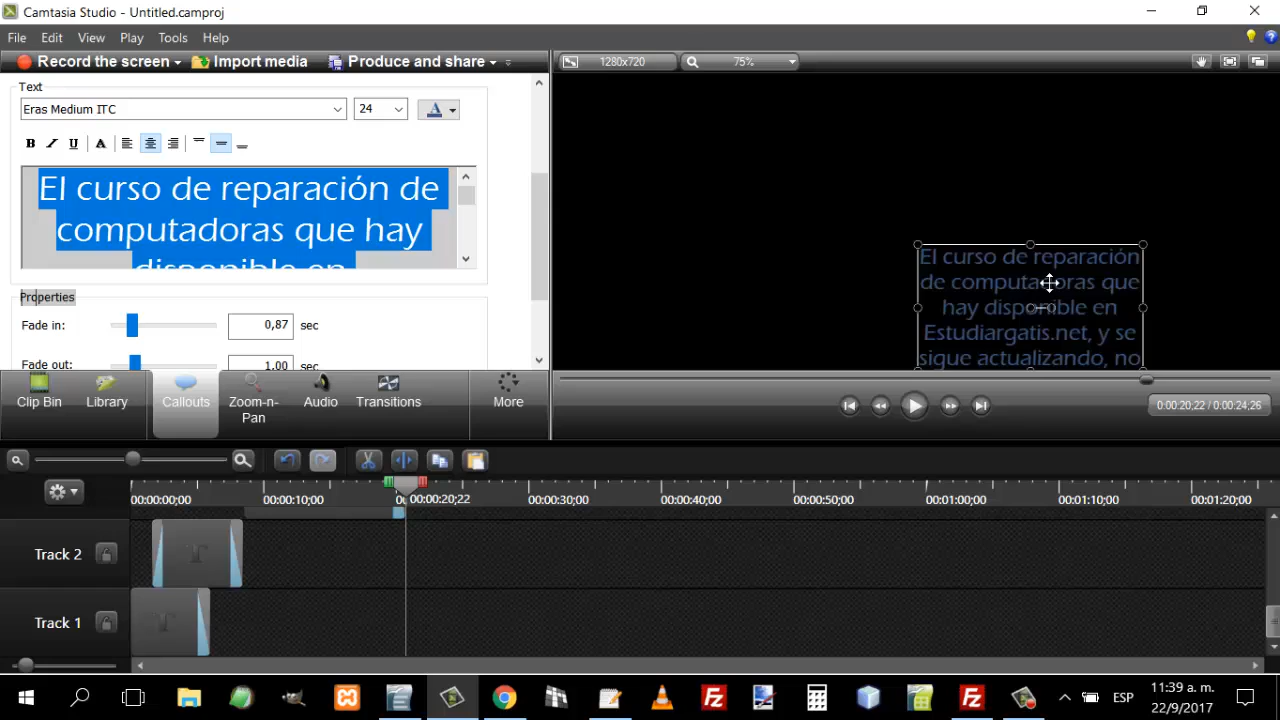 Camtasia Studio - Untitled.camproj
File Edit View Play Tools Help
Record the screen Import media Produce and share
1280x720 75%
Text
Eras Medium ITC 24 A
B I U A
El curso de reparación de
computadoras que hay
disponible en
Properties
Fade in: 0,87 sec
Fade out: 1,00 sec
El curso de reparación
de computadoras que
hay disponible en
Estudiargatis.net, y se
sigue actualizando, no
Clip Bin Library Callouts Zoom-n-Pan Audio Transitions More
0:00:20;22 / 0:00:24;26
00:00:00;00 00:00:10;00 00:00:20;22 00:00:30;00 00:00:40;00 00:00:50;00 00:01:00;00 00:01:10;00 00:01:20;00
Track 2 T
Track 1 T
ESP
11:39 a. m.
22/9/2017